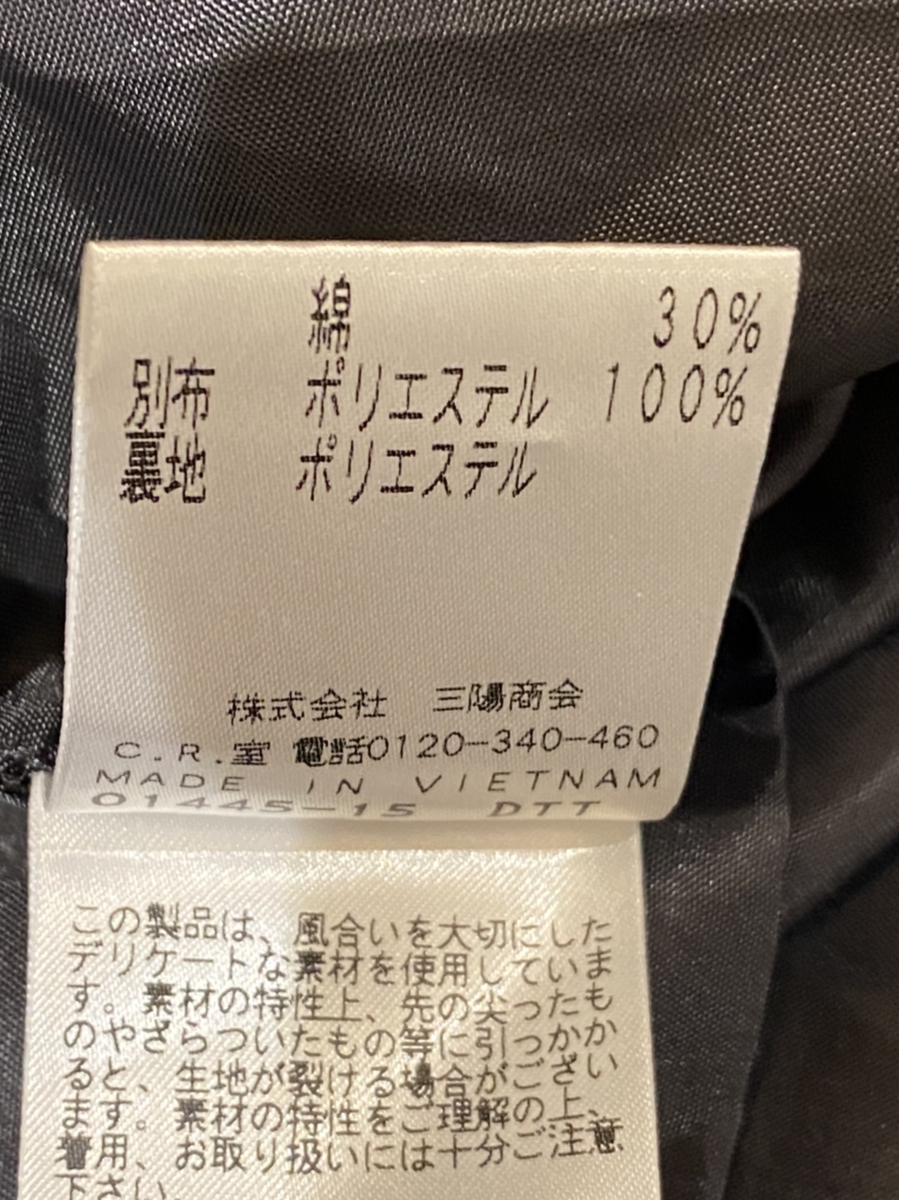 綿 30%
別布 ポリエステル 100%
裏地 ポリエステル
株式会社 三陽商会
C.R.室 電話0120-340-460
MADE IN VIETNAM
01445-15 DTT
この製品は、風合いを大切にした
デリケートな素材を使用していま
す。素材の特性上、先の尖ったも
のやざらついたもの等に引っかか
ると、生地が裂ける場合がござい
ます。素材の特性をご理解の上、
着用、お取り扱いには十分ご注意
下さい。